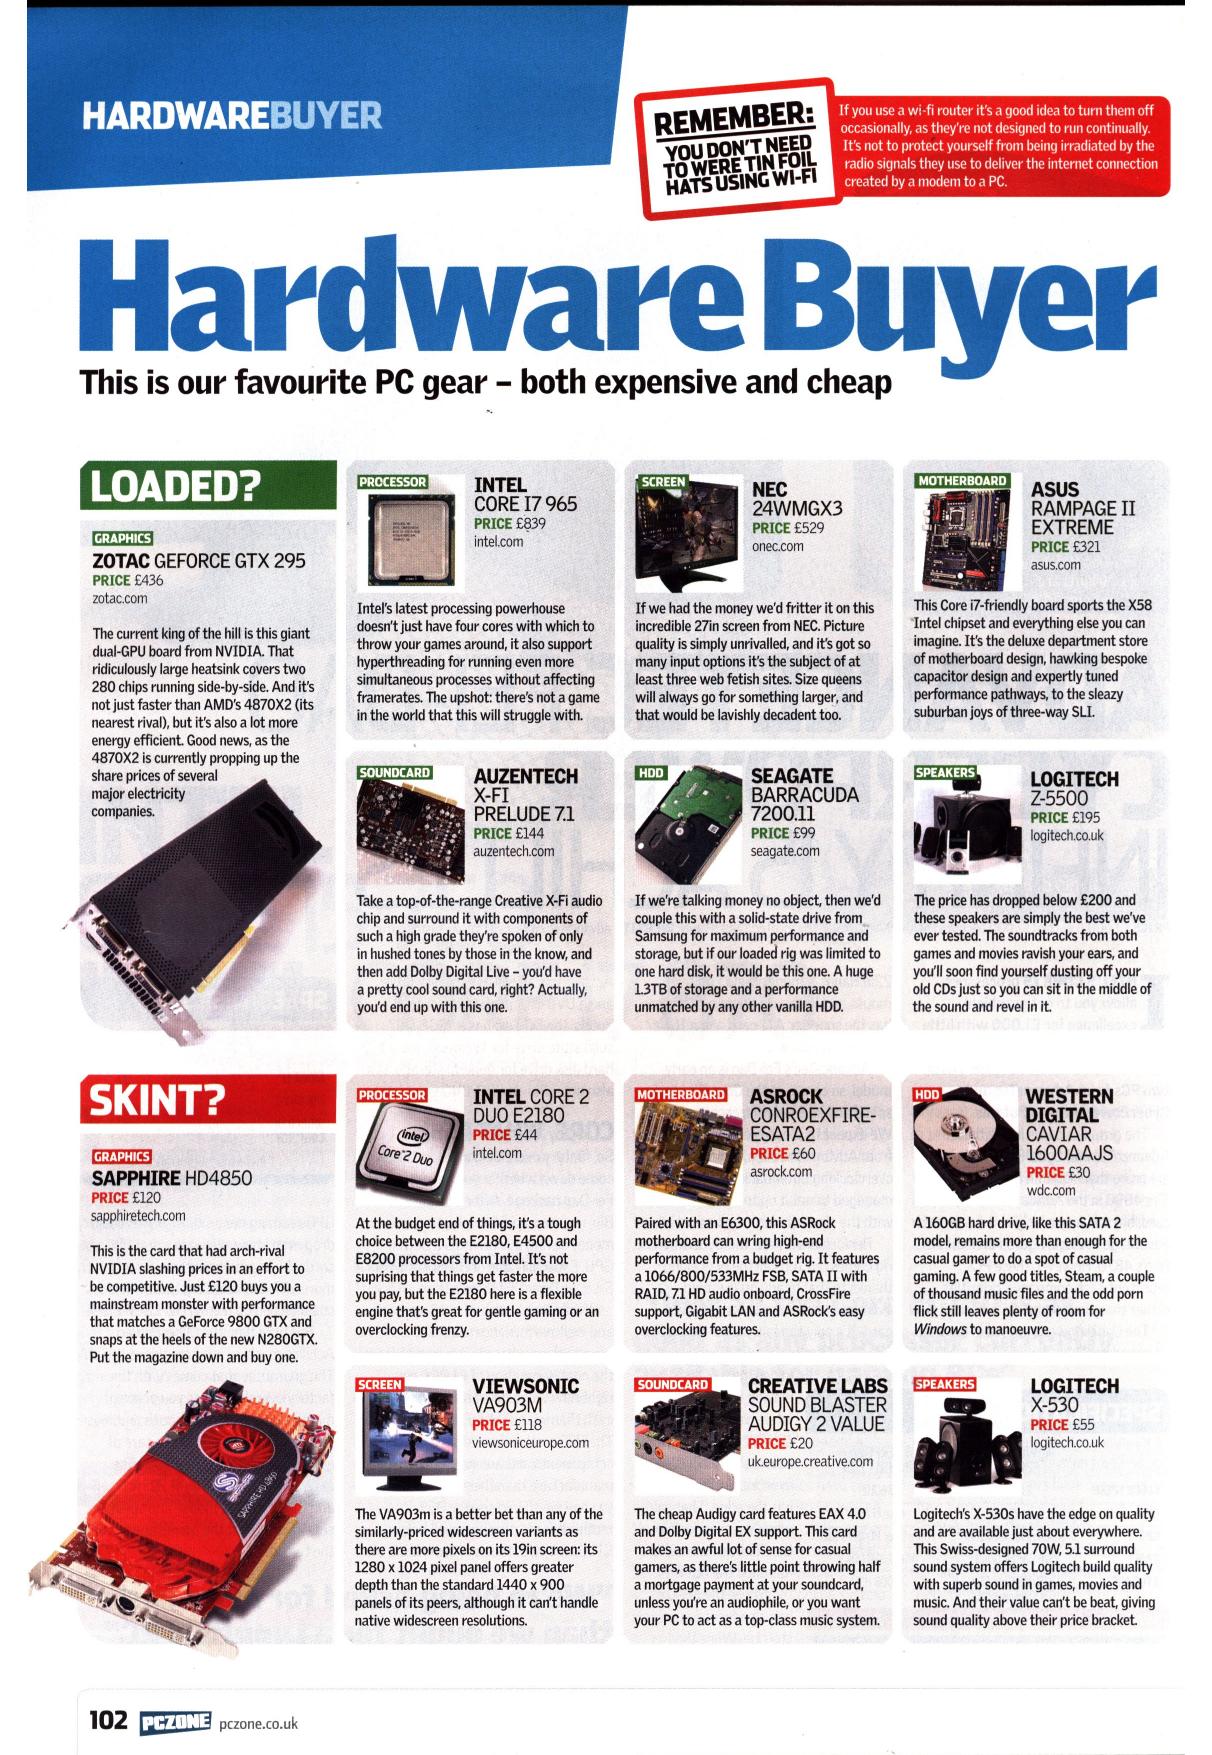 HARDWAREBUYER
REMEMBER:
YOU DON'T NEED
TO WERE TIN FOIL
HATS USING WI-FI
If you use a wi-fi router it's a good idea to turn them off
occasionally, as they're not designed to run continually.
It's not to protect yourself from being irradiated by the
radio signals they use to deliver the internet connection
created by a modem to a PC.
Hardware Buyer
This is our favourite PC gear – both expensive and cheap
LOADED?
GRAPHICS
ZOTAC GEFORCE GTX 295
PRICE £436
zotac.com
The current king of the hill is this giant
dual-GPU board from NVIDIA. That
ridiculously large heatsink covers two
280 chips running side-by-side. And it's
not just faster than AMD's 4870X2 (its
nearest rival), but it's also a lot more
energy efficient. Good news, as the
4870X2 is currently propping up the
share prices of several
major electricity
companies.
PROCESSOR
INTEL
CORE I7 965
PRICE £839
intel.com
Intel's latest processing powerhouse
doesn't just have four cores with which to
throw your games around, it also support
hyperthreading for running even more
simultaneous processes without affecting
framerates. The upshot: there's not a game
in the world that this will struggle with.
SCREEN
NEC
24WMGX3
PRICE £529
onec.com
If we had the money we'd fritter it on this
incredible 27in screen from NEC. Picture
quality is simply unrivalled, and it's got so
many input options it's the subject of at
least three web fetish sites. Size queens
will always go for something larger, and
that would be lavishly decadent too.
MOTHERBOARD
ASUS
RAMPAGE II
EXTREME
PRICE £321
asus.com
This Core i7-friendly board sports the X58
Intel chipset and everything else you can
imagine. It's the deluxe department store
of motherboard design, hawking bespoke
capacitor design and expertly tuned
performance pathways, to the sleazy
suburban joys of three-way SLI.
SOUNDCARD
AUZENTECH
X-FI
PRELUDE 7.1
PRICE £144
auzentech.com
Take a top-of-the-range Creative X-Fi audio
chip and surround it with components of
such a high grade they're spoken of only
in hushed tones by those in the know, and
then add Dolby Digital Live – you'd have
a pretty cool sound card, right? Actually,
you'd end up with this one.
HDD
SEAGATE
BARRACUDA
7200.11
PRICE £99
seagate.com
If we're talking money no object, then we'd
couple this with a solid-state drive from
Samsung for maximum performance and
storage, but if our loaded rig was limited to
one hard disk, it would be this one. A huge
1.3TB of storage and a performance
unmatched by any other vanilla HDD.
SPEAKERS
LOGITECH
Z-5500
PRICE £195
logitech.co.uk
The price has dropped below £200 and
these speakers are simply the best we've
ever tested. The soundtracks from both
games and movies ravish your ears, and
you'll soon find yourself dusting off your
old CDs just so you can sit in the middle of
the sound and revel in it.
SKINT?
GRAPHICS
SAPPHIRE HD4850
PRICE £120
sapphiretech.com
This is the card that had arch-rival
NVIDIA slashing prices in an effort to
be competitive. Just £120 buys you a
mainstream monster with performance
that matches a GeForce 9800 GTX and
snaps at the heels of the new N280GTX.
Put the magazine down and buy one.
SAPPHIRE HD 4850
PROCESSOR
intel
Core 2 Duo
INTEL CORE 2
DUO E2180
PRICE £44
intel.com
At the budget end of things, it's a tough
choice between the E2180, E4500 and
E8200 processors from Intel. It's not
suprising that things get faster the more
you pay, but the E2180 here is a flexible
engine that's great for gentle gaming or an
overclocking frenzy.
MOTHERBOARD
ASROCK
CONROEXFIRE-
ESATA2
PRICE £60
asrock.com
Paired with an E6300, this ASRock
motherboard can wring high-end
performance from a budget rig. It features
a 1066/800/533MHz FSB, SATA II with
RAID, 7.1 HD audio onboard, CrossFire
support, Gigabit LAN and ASRock's easy
overclocking features.
HDD
WESTERN
DIGITAL
CAVIAR
1600AAJS
PRICE £30
wdc.com
A 160GB hard drive, like this SATA 2
model, remains more than enough for the
casual gamer to do a spot of casual
gaming. A few good titles, Steam, a couple
of thousand music files and the odd porn
flick still leaves plenty of room for
Windows to manoeuvre.
SCREEN
VIEWSONIC
VA903M
PRICE £118
viewsoniceurope.com
The VA903m is a better bet than any of the
similarly-priced widescreen variants as
there are more pixels on its 19in screen: its
1280 x 1024 pixel panel offers greater
depth than the standard 1440 x 900
panels of its peers, although it can't handle
native widescreen resolutions.
SOUNDCARD
CREATIVE LABS
SOUND BLASTER
AUDIGY 2 VALUE
PRICE £20
uk.europe.creative.com
The cheap Audigy card features EAX 4.0
and Dolby Digital EX support. This card
makes an awful lot of sense for casual
gamers, as there's little point throwing half
a mortgage payment at your soundcard,
unless you're an audiophile, or you want
your PC to act as a top-class music system.
SPEAKERS
LOGITECH
X-530
PRICE £55
logitech.co.uk
Logitech's X-530s have the edge on quality
and are available just about everywhere.
This Swiss-designed 70W, 5.1 surround
sound system offers Logitech build quality
with superb sound in games, movies and
music. And their value can't be beat, giving
sound quality above their price bracket.
102 PCZONE pczone.co.uk